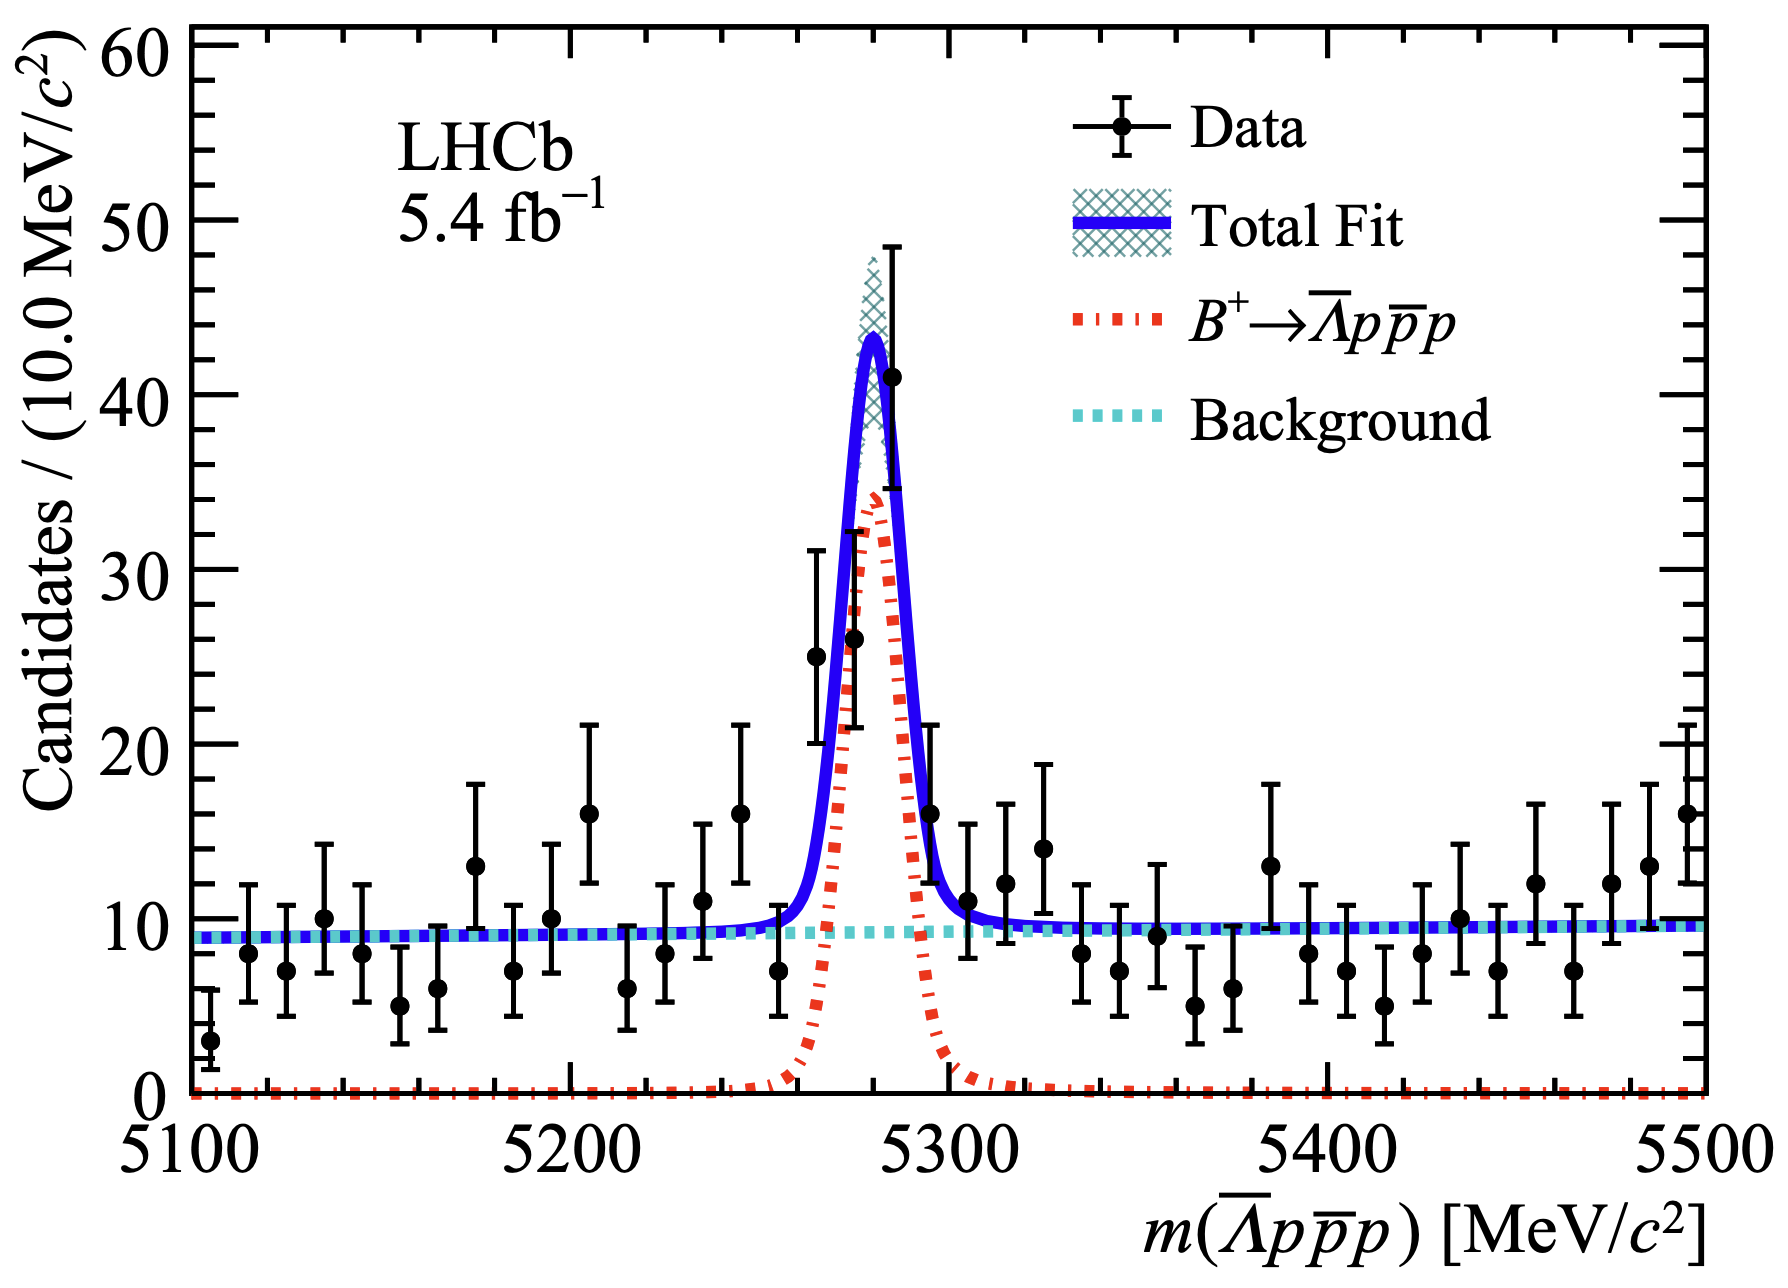 Candidates / (10.0 MeV/c²)
60
50
40
30
20
10
0
LHCb
5.4 fb⁻¹
Data
Total Fit
B⁺→Λ̅pp̅p
Background
5100 5200 5300 5400 5500
m(Λ̅pp̅p) [MeV/c²]